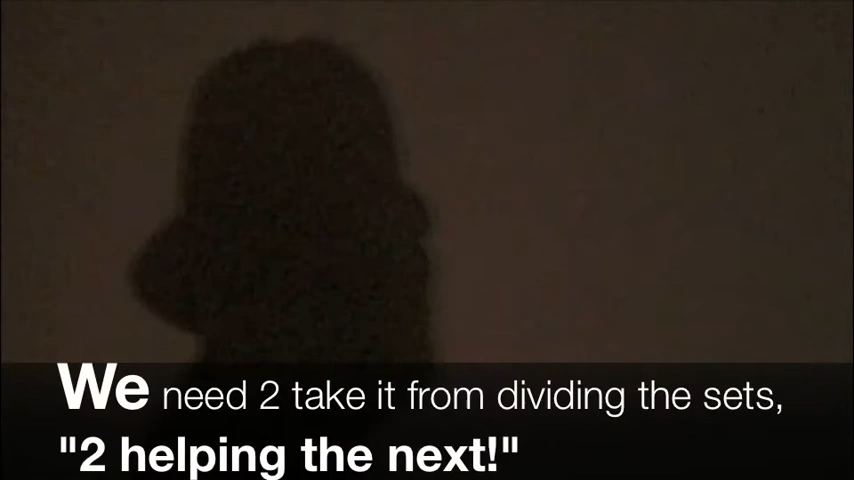 We need 2 take it from dividing the sets,
"2 helping the next!"